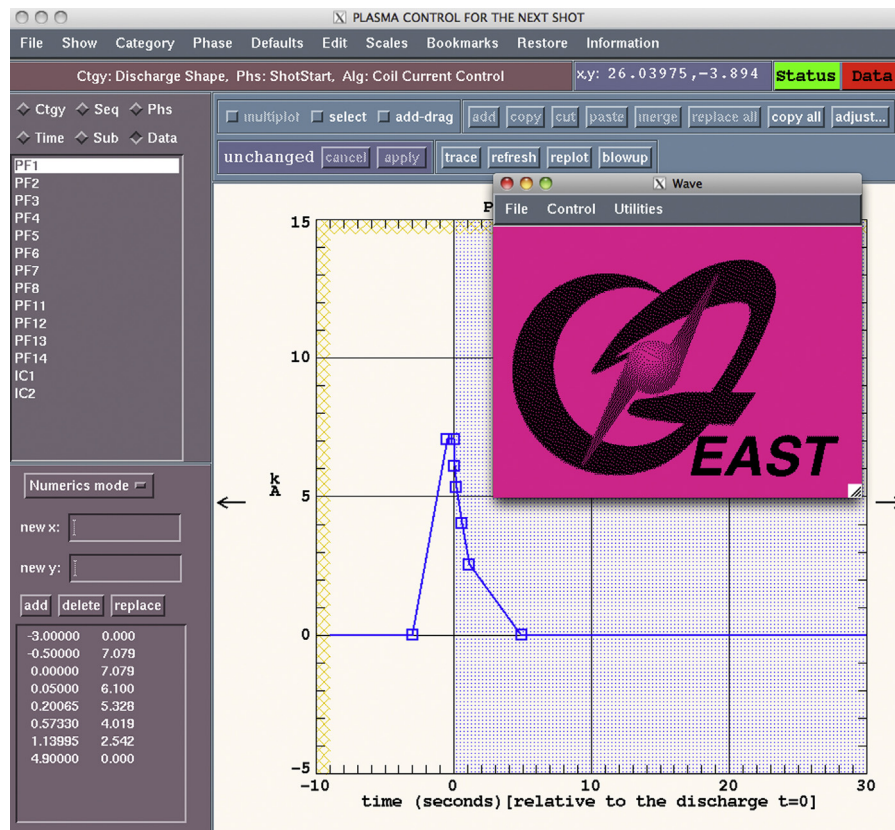 PLASMA CONTROL FOR THE NEXT SHOT
File Show Category Phase Defaults Edit Scales Bookmarks Restore Information
Ctgy: Discharge Shape, Phs: ShotStart, Alg: Coil Current Control
x,y: 26.03975,-3.894
Status
Data
Ctgy Seq Phs
Time Sub Data
multiplot select add-drag add copy cut paste merge replace all copy all adjust...
unchanged cancel apply trace refresh replot blowup
PF1
PF2
PF3
PF4
PF5
PF6
PF7
PF8
PF11
PF12
PF13
PF14
IC1
IC2
Numerics mode
new x:
new y:
add delete replace
-3.00000 0.000
-0.50000 7.079
0.00000 7.079
0.05000 6.100
0.20065 5.328
0.57330 4.019
1.13995 2.542
4.90000 0.000
P
15
10
5
0
-5
kA
-10 0 10 20 30
time (seconds)[relative to the discharge t=0]
Wave
File Control Utilities
EAST